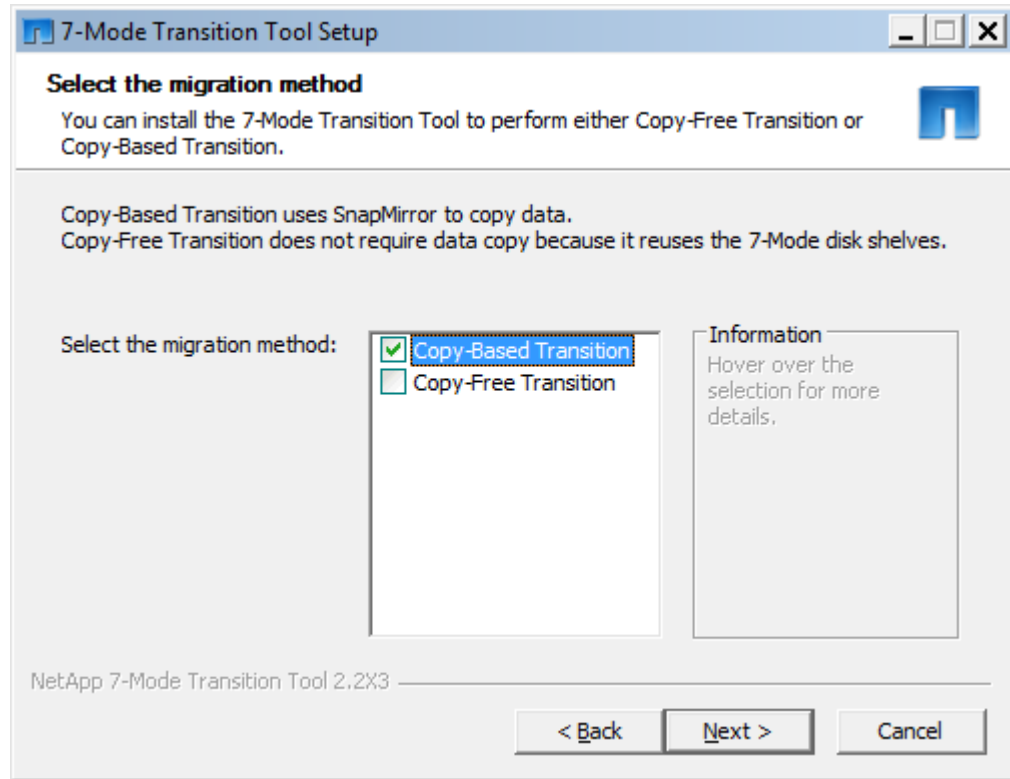 7-Mode Transition Tool Setup
Select the migration method
You can install the 7-Mode Transition Tool to perform either Copy-Free Transition or
Copy-Based Transition.
Copy-Based Transition uses SnapMirror to copy data.
Copy-Free Transition does not require data copy because it reuses the 7-Mode disk shelves.
Select the migration method:
Copy-Based Transition
Copy-Free Transition
Information
Hover over the
selection for more
details.
NetApp 7-Mode Transition Tool 2.2X3
< Back
Next >
Cancel